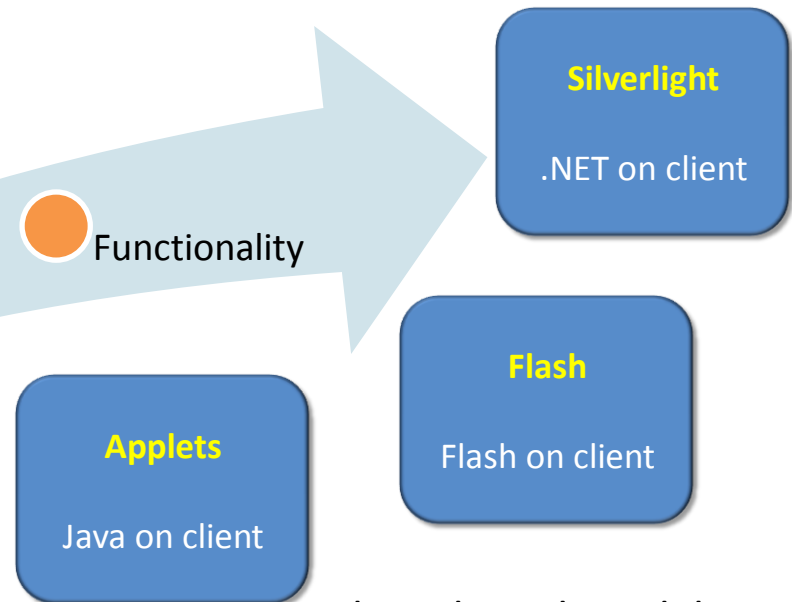 Silverlight
.NET on client
Functionality
Flash
Flash on client
Applets
Java on client